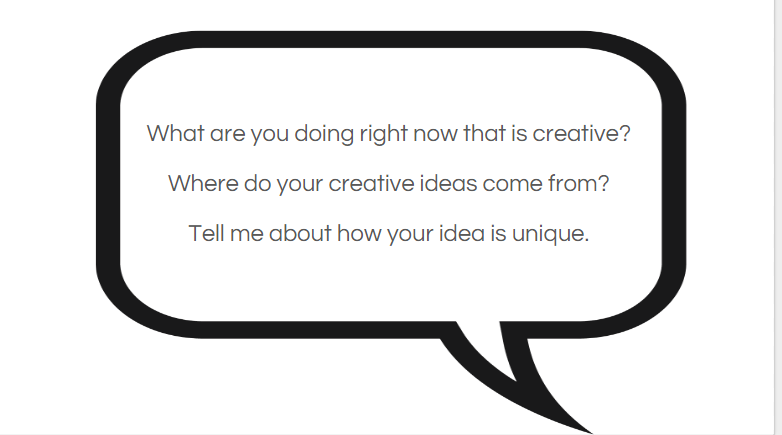 What are you doing right now that is creative?
Where do your creative ideas come from?
Tell me about how your idea is unique.